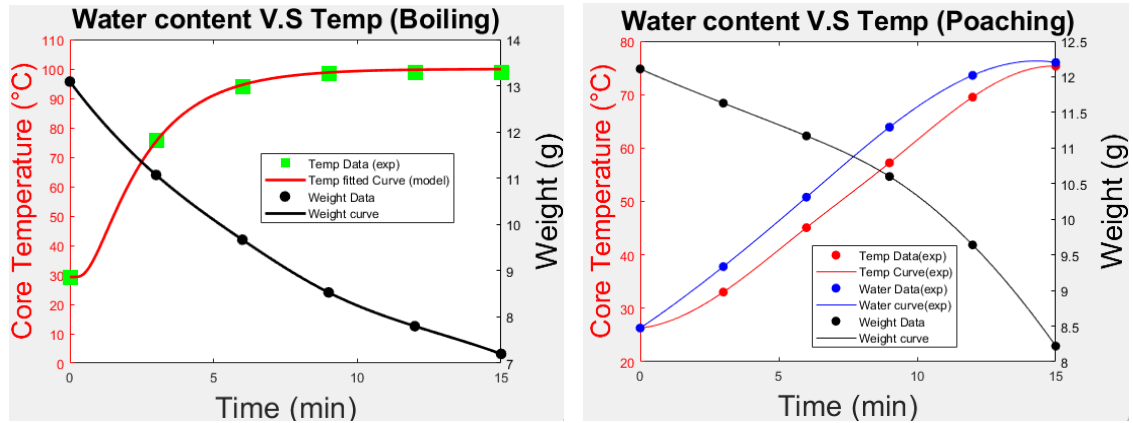 Water content V.S Temp (Boiling)
Core Temperature (°C)
110
100
90
80
70
60
50
40
30
20
10
0
14
13
12
11
10
9
8
7
Weight (g)
Temp Data (exp)
Temp fitted Curve (model)
Weight Data
Weight curve
0
5
10
15
Time (min)
Water content V.S Temp (Poaching)
Core Temperature (°C)
80
70
60
50
40
30
20
12.5
12
11.5
11
10.5
10
9.5
9
8.5
8
Weight (g)
Temp Data(exp)
Temp Curve(exp)
Water Data(exp)
Water curve(exp)
Weight Data
Weight curve
0
5
10
15
Time (min)